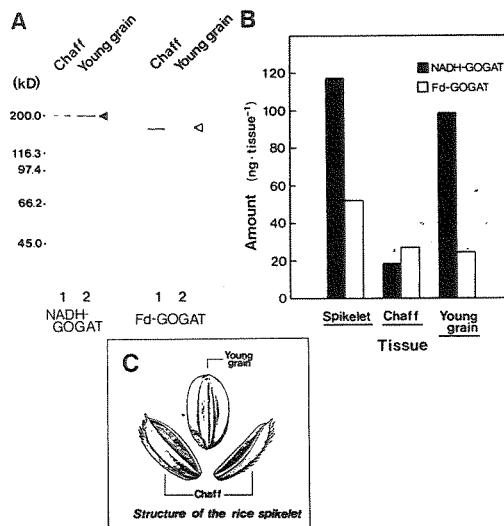 A
Chaff
Young grain
Chaff
Young grain
(kD)
200.0
116.3
97.4
66.2
45.0
1 2
NADH-
GOGAT
1 2
Fd-GOGAT
B
NADH-GOGAT
Fd-GOGAT
Amount (ng·tissue⁻¹)
120
100
80
60
40
20
0
Spikelet
Chaff
Young
grain
Tissue
C
Young
grain
Chaff
Structure of the rice spikelet